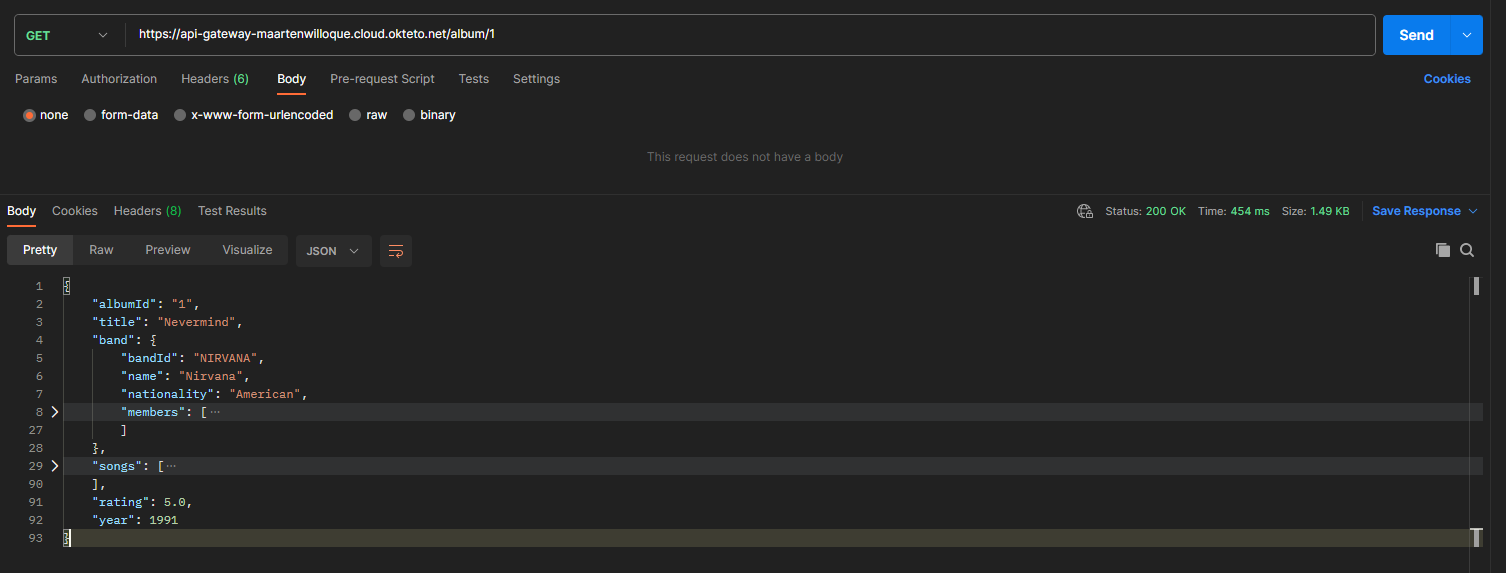 GET https://api-gateway-maartenwilloque.cloud.okteto.net/album/1 Send
Params Authorization Headers (6) Body Pre-request Script Tests Settings Cookies
none form-data x-www-form-urlencoded raw binary
This request does not have a body
Body Cookies Headers (8) Test Results Status: 200 OK Time: 454 ms Size: 1.49 KB Save Response
Pretty Raw Preview Visualize JSON
1 {
2 "albumId": "1",
3 "title": "Nevermind",
4 "band": {
5 "bandId": "NIRVANA",
6 "name": "Nirvana",
7 "nationality": "American",
8 "members": [ ···
27 ]
28 },
29 "songs": [ ···
90 ],
91 "rating": 5.0,
92 "year": 1991
93 }